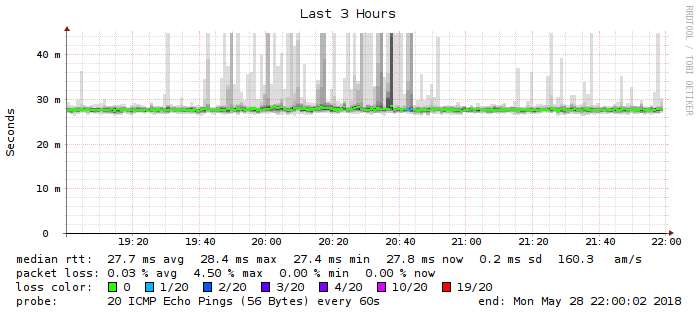 Last 3 Hours
RRDTOOL / TOBI OETIKER
Seconds
40 m
30 m
20 m
10 m
0
19:20 19:40 20:00 20:20 20:40 21:00 21:20 21:40 22:00
median rtt: 27.7 ms avg 28.4 ms max 27.4 ms min 27.8 ms now 0.2 ms sd 160.3 am/s
packet loss: 0.03 % avg 4.50 % max 0.00 % min 0.00 % now
loss color: 0 1/20 2/20 3/20 4/20 10/20 19/20
probe: 20 ICMP Echo Pings (56 Bytes) every 60s end: Mon May 28 22:00:02 2018